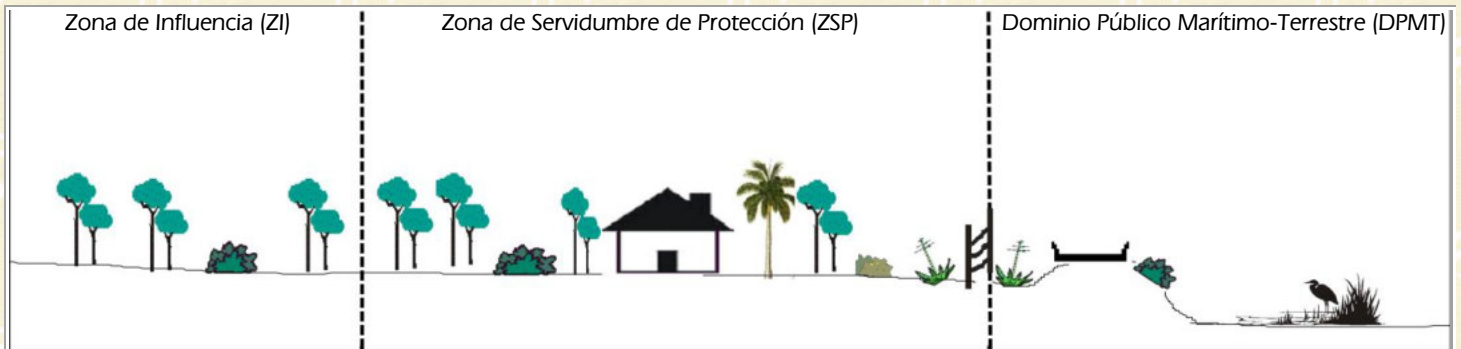 Zona de Influencia (ZI)
Zona de Servidumbre de Protección (ZSP)
Dominio Público Marítimo-Terrestre (DPMT)